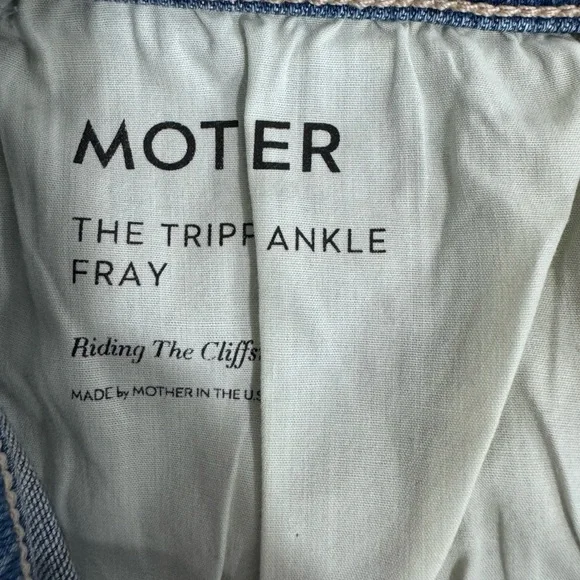 MOTER
THE TRIPP ANKLE
FRAY
Riding The Cliffs
MADE by MOTHER IN THE U.S